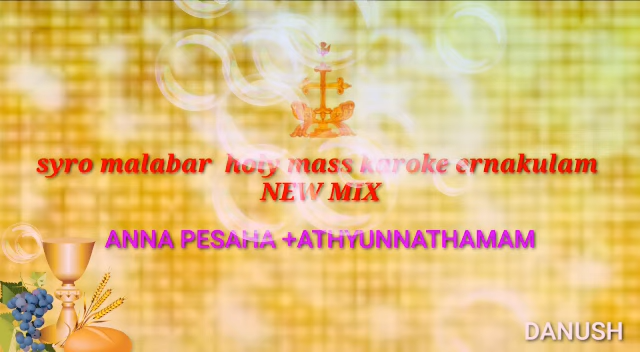 syro malabar holy mass karoke ernakulam
NEW MIX
ANNA PESAHA +ATHYUNNATHAMAM
DANUSH